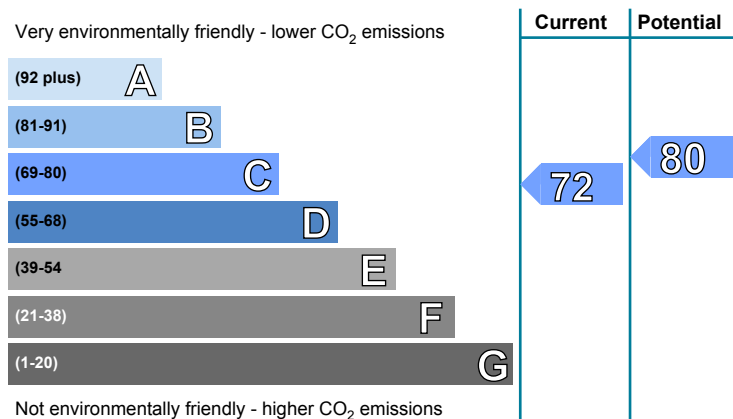 Current Potential
Very environmentally friendly - lower CO₂ emissions
(92 plus) A
(81-91) B
(69-80) C
(55-68) D
(39-54 E
(21-38) F
(1-20) G
72
80
Not environmentally friendly - higher CO₂ emissions